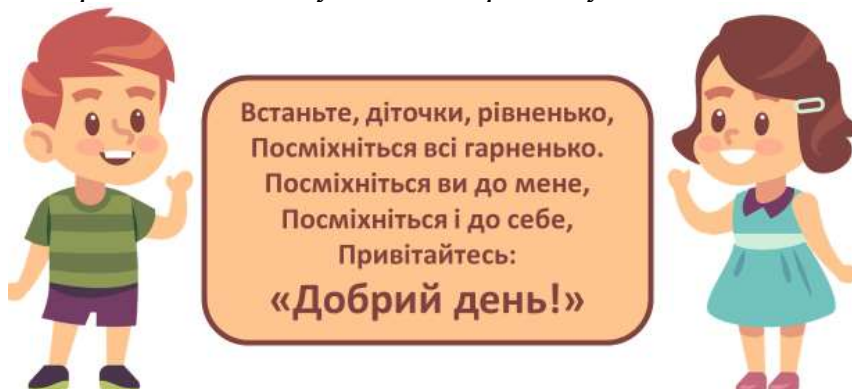 Встаньте, діточки, рівненько,
Посміхніться всі гарненько.
Посміхніться ви до мене,
Посміхніться і до себе,
Привітайтесь:
«Добрий день!»